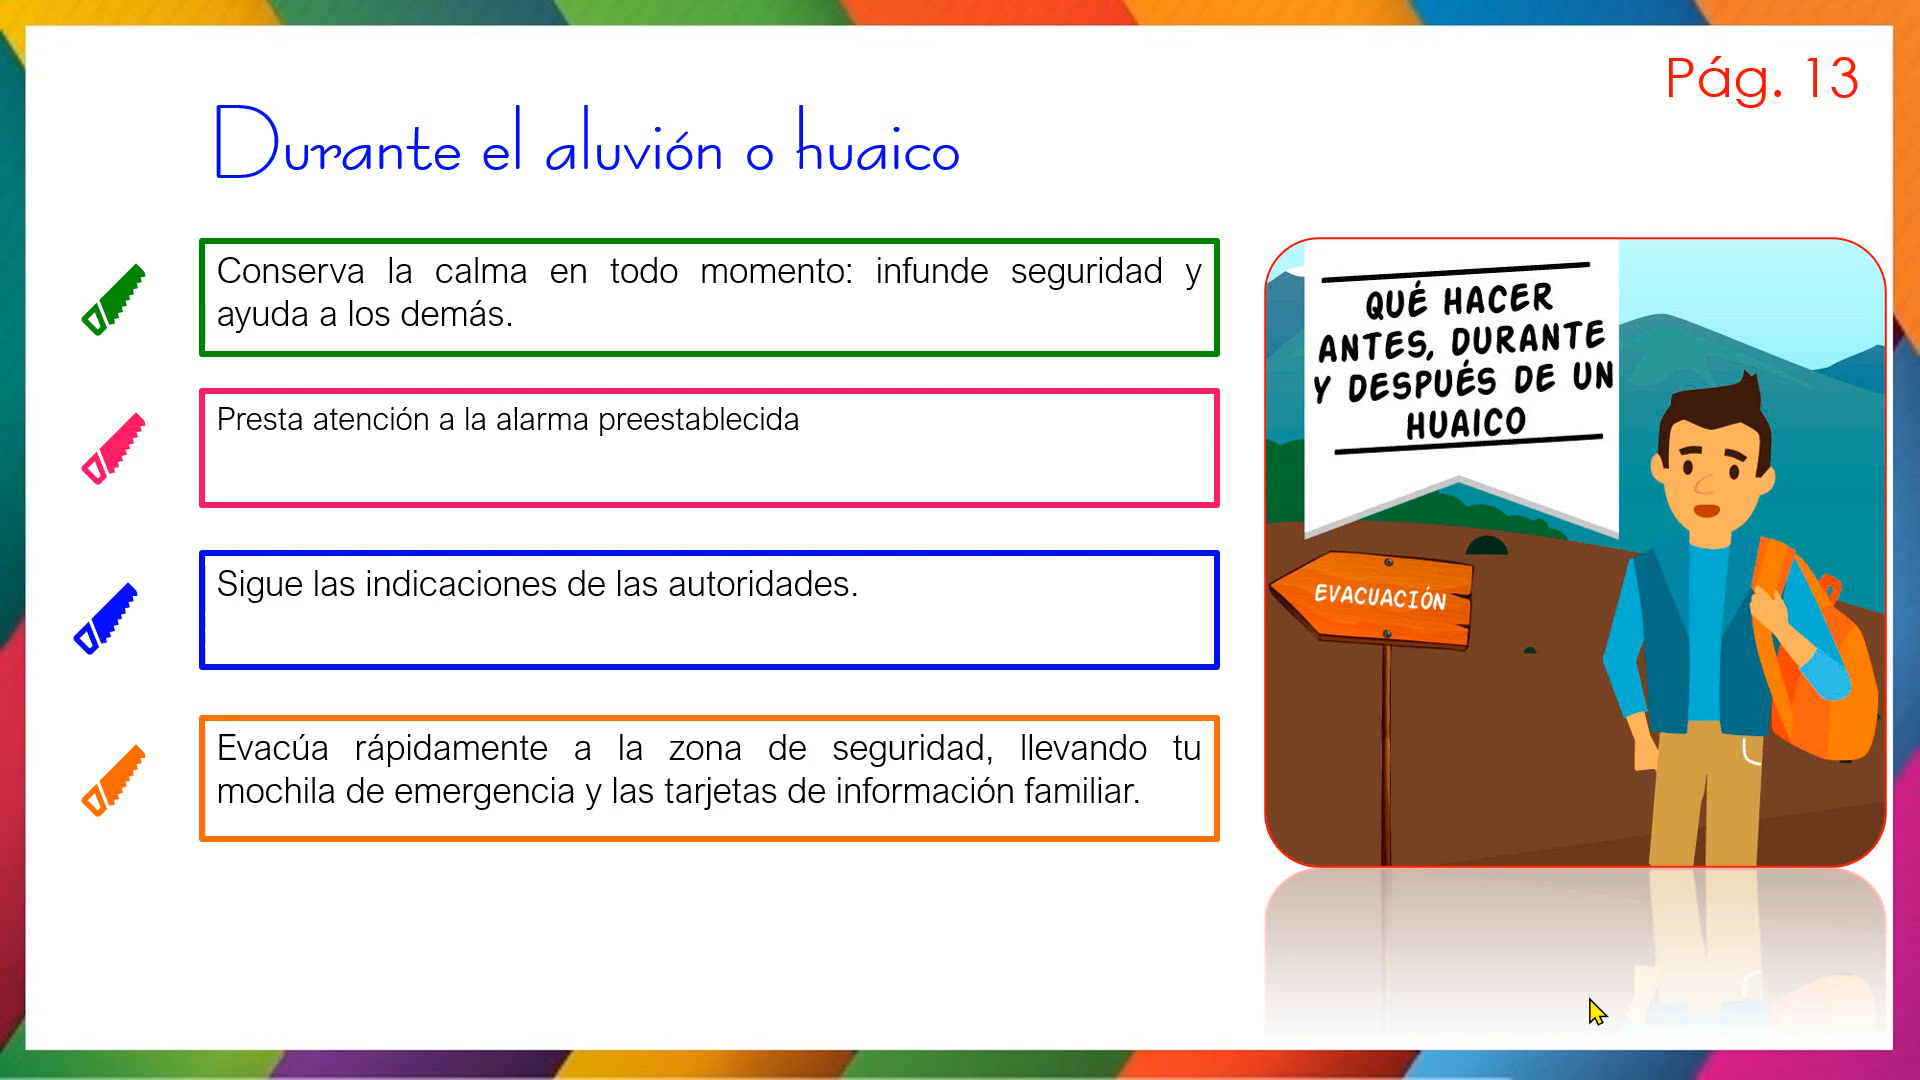 Pág. 13
Durante el aluvión o huaico
Conserva la calma en todo momento: infunde seguridad y
ayuda a los demás.
Presta atención a la alarma preestablecida
Sigue las indicaciones de las autoridades.
Evacúa rápidamente a la zona de seguridad, llevando tu
mochila de emergencia y las tarjetas de información familiar.
QUÉ HACER
ANTES, DURANTE
Y DESPUÉS DE UN
HUAICO
EVACUACIÓN